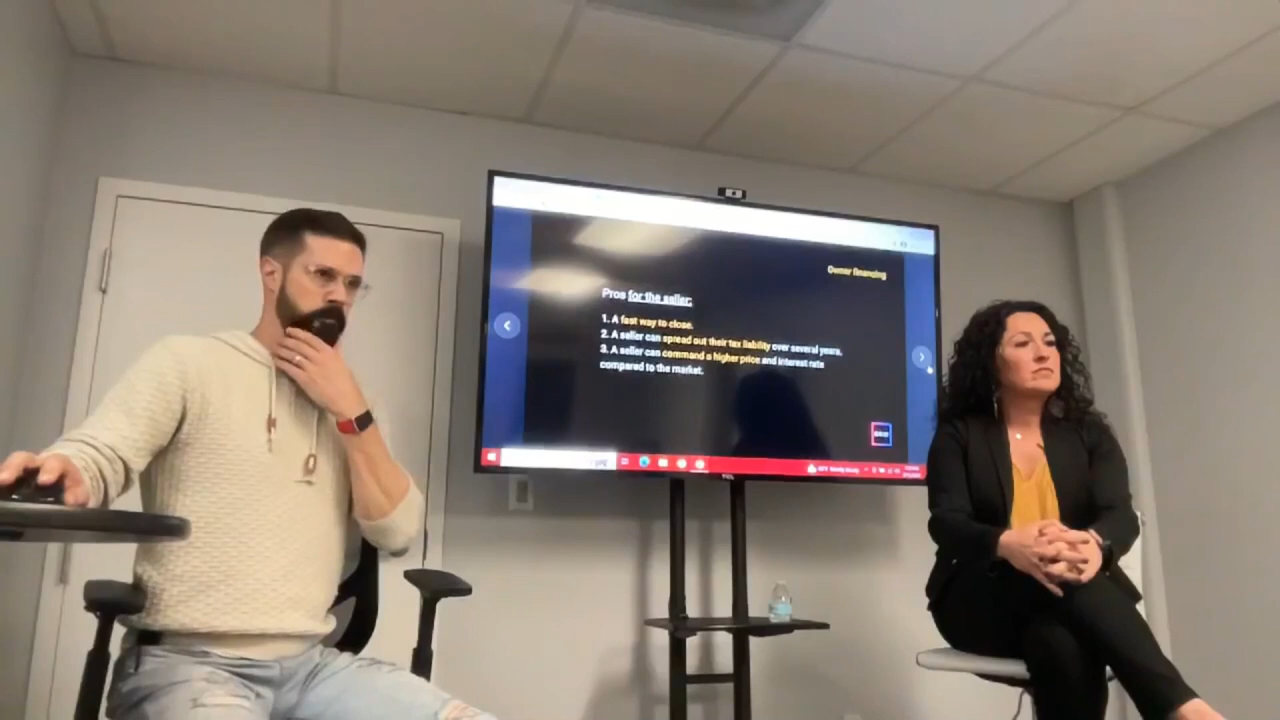 Owner financing
Pros for the seller:
1. A fast way to close.
2. A seller can spread out their tax liability over several years.
3. A seller can command a higher price and interest rate
compared to the market.
TCL